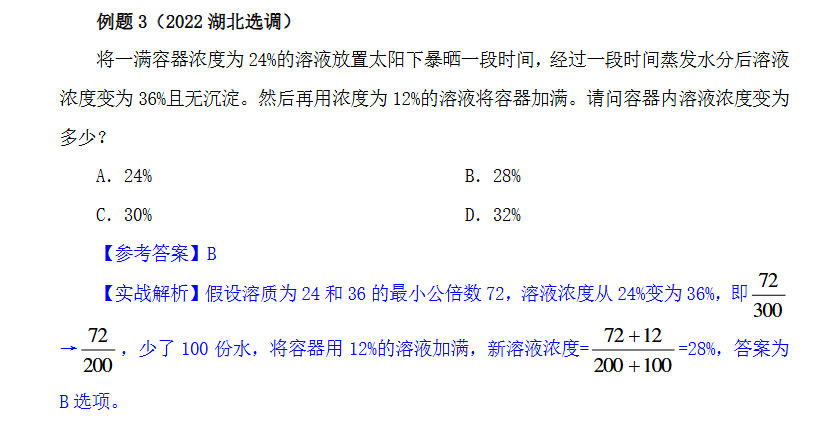 例题 3（2022 湖北选调）
将一满容器浓度为 24%的溶液放置太阳下暴晒一段时间，经过一段时间蒸发水分后溶液
浓度变为 36%且无沉淀。然后再用浓度为 12%的溶液将容器加满。请问容器内溶液浓度变为
多少？
A. 24% B. 28%
C. 30% D. 32%
【参考答案】B
【实战解析】假设溶质为 24 和 36 的最小公倍数 72，溶液浓度从 24%变为 36%，即72/300
→72/200，少了 100 份水，将容器用 12%的溶液加满，新溶液浓度=(72+12)/(200+100)=28%，答案为
B 选项。